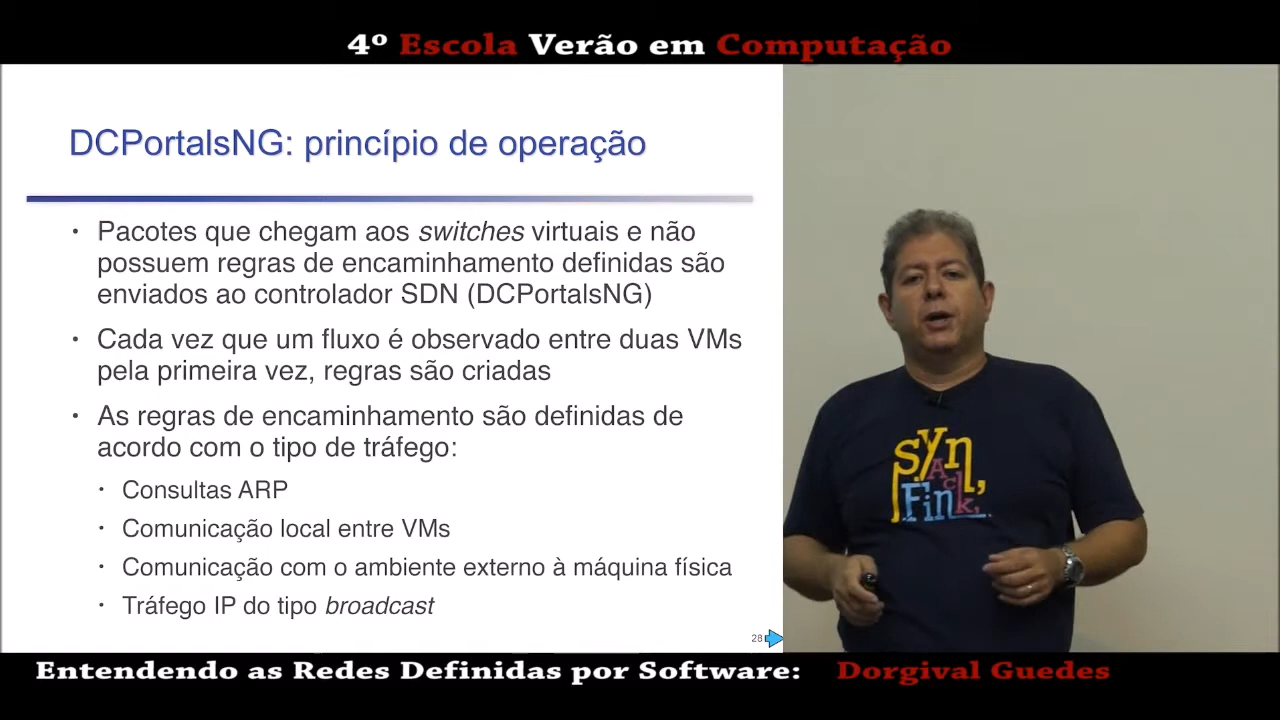 4º Escola Verão em Computação
DCPortalsNG: princípio de operação
• Pacotes que chegam aos switches virtuais e não
possuem regras de encaminhamento definidas são
enviados ao controlador SDN (DCPortalsNG)
• Cada vez que um fluxo é observado entre duas VMs
pela primeira vez, regras são criadas
• As regras de encaminhamento são definidas de
acordo com o tipo de tráfego:
• Consultas ARP
• Comunicação local entre VMs
• Comunicação com o ambiente externo à máquina física
• Tráfego IP do tipo broadcast
28
syn,
Ack
Fink,
Entendendo as Redes Definidas por Software: Dorgival Guedes